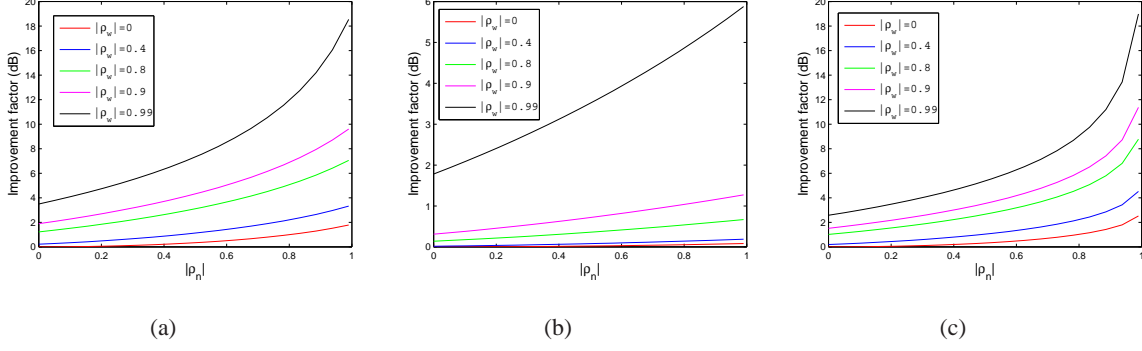 20
18
16
14
12
10
8
6
4
2
0
Improvement factor (dB)
|ρw|=0
|ρw|=0.4
|ρw|=0.8
|ρw|=0.9
|ρw|=0.99
0 0.2 0.4 0.6 0.8 1
|ρn|
(a)
6
5
4
3
2
1
0
Improvement factor (dB)
|ρw|=0
|ρw|=0.4
|ρw|=0.8
|ρw|=0.9
|ρw|=0.99
0 0.2 0.4 0.6 0.8 1
|ρn|
(b)
20
18
16
14
12
10
8
6
4
2
0
Improvement factor (dB)
|ρw|=0
|ρw|=0.4
|ρw|=0.8
|ρw|=0.9
|ρw|=0.99
0 0.2 0.4 0.6 0.8 1
|ρn|
(c)